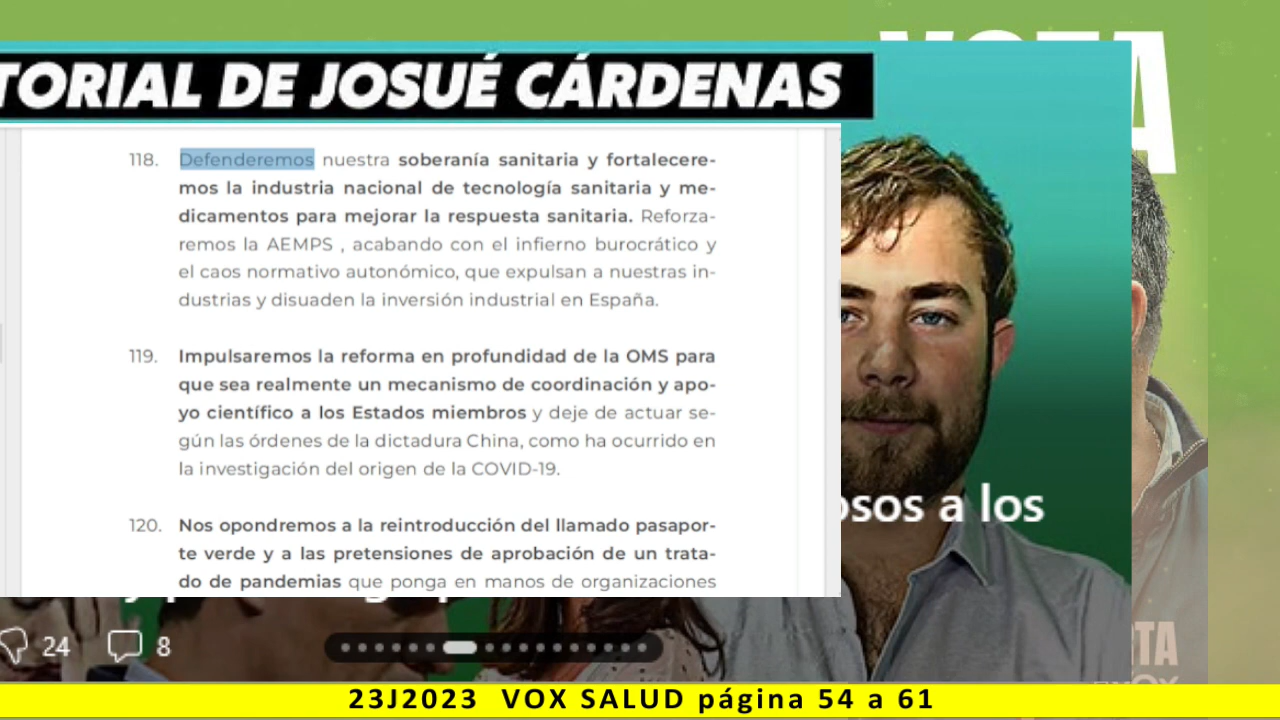 VOTA
TORIAL DE JOSUÉ CÁRDENAS
118. Defenderemos nuestra soberanía sanitaria y fortalecere-
mos la industria nacional de tecnología sanitaria y me-
dicamentos para mejorar la respuesta sanitaria. Reforza-
remos la AEMPS , acabando con el infierno burocrático y
el caos normativo autonómico, que expulsan a nuestras in-
dustrias y disuaden la inversión industrial en España.
119. Impulsaremos la reforma en profundidad de la OMS para
que sea realmente un mecanismo de coordinación y apo-
yo científico a los Estados miembros y deje de actuar se-
gún las órdenes de la dictadura China, como ha ocurrido en
la investigación del origen de la COVID-19.
osos a los
120. Nos opondremos a la reintroducción del llamado pasapor-
te verde y a las pretensiones de aprobación de un trata-
do de pandemias que ponga en manos de organizaciones
24 8
OTA
23J2023 VOX SALUD página 54 a 61